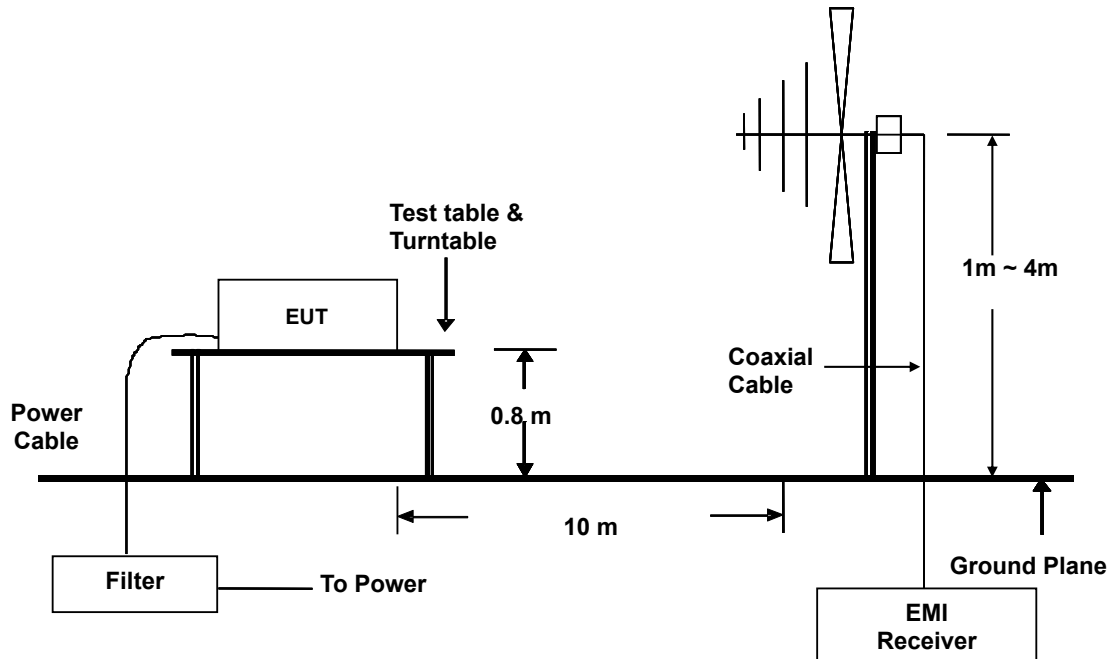 Test table &
Turntable
EUT
1m ~ 4m
Coaxial
Cable
0.8 m
Power
Cable
10 m
Filter
To Power
Ground Plane
EMI
Receiver